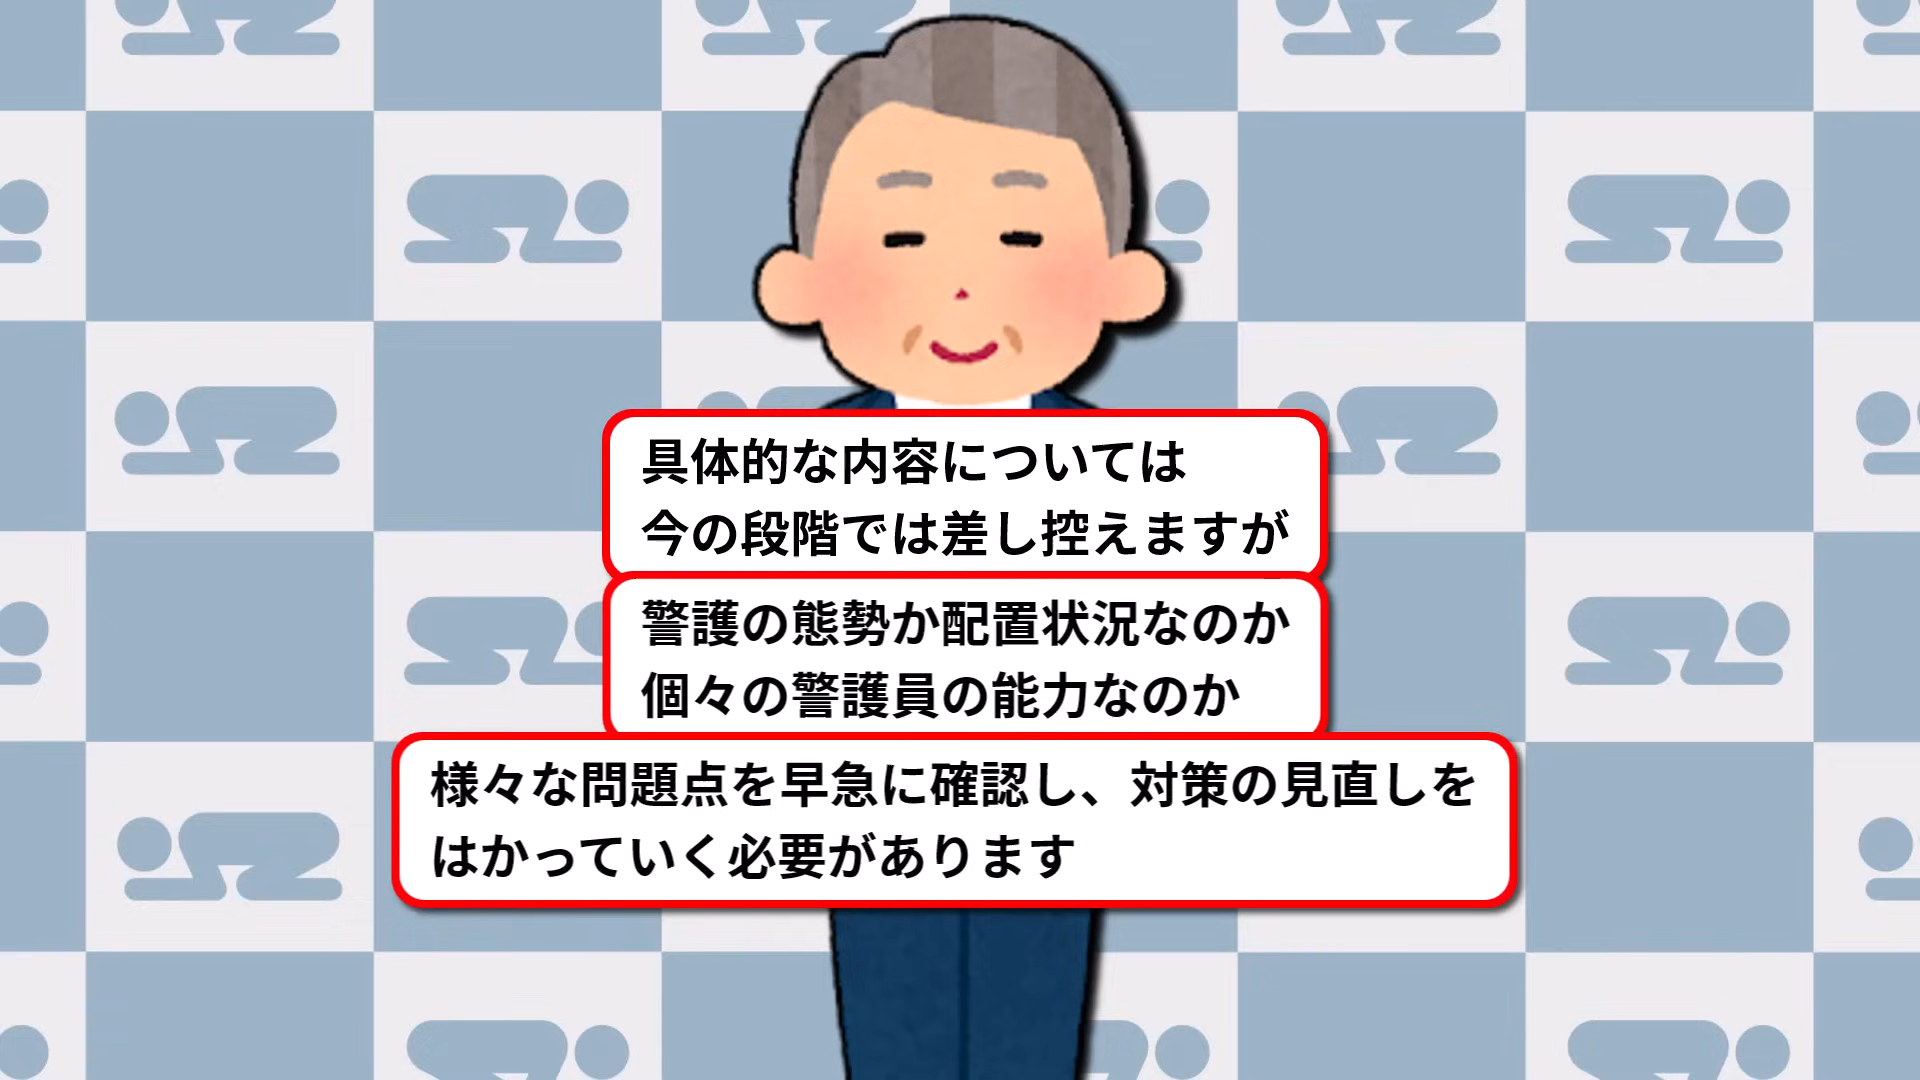 具体的な内容については
今の段階では差し控えますが
警護の態勢か配置状況なのか
個々の警護員の能力なのか
様々な問題点を早急に確認し、対策の見直しを
はかっていく必要があります